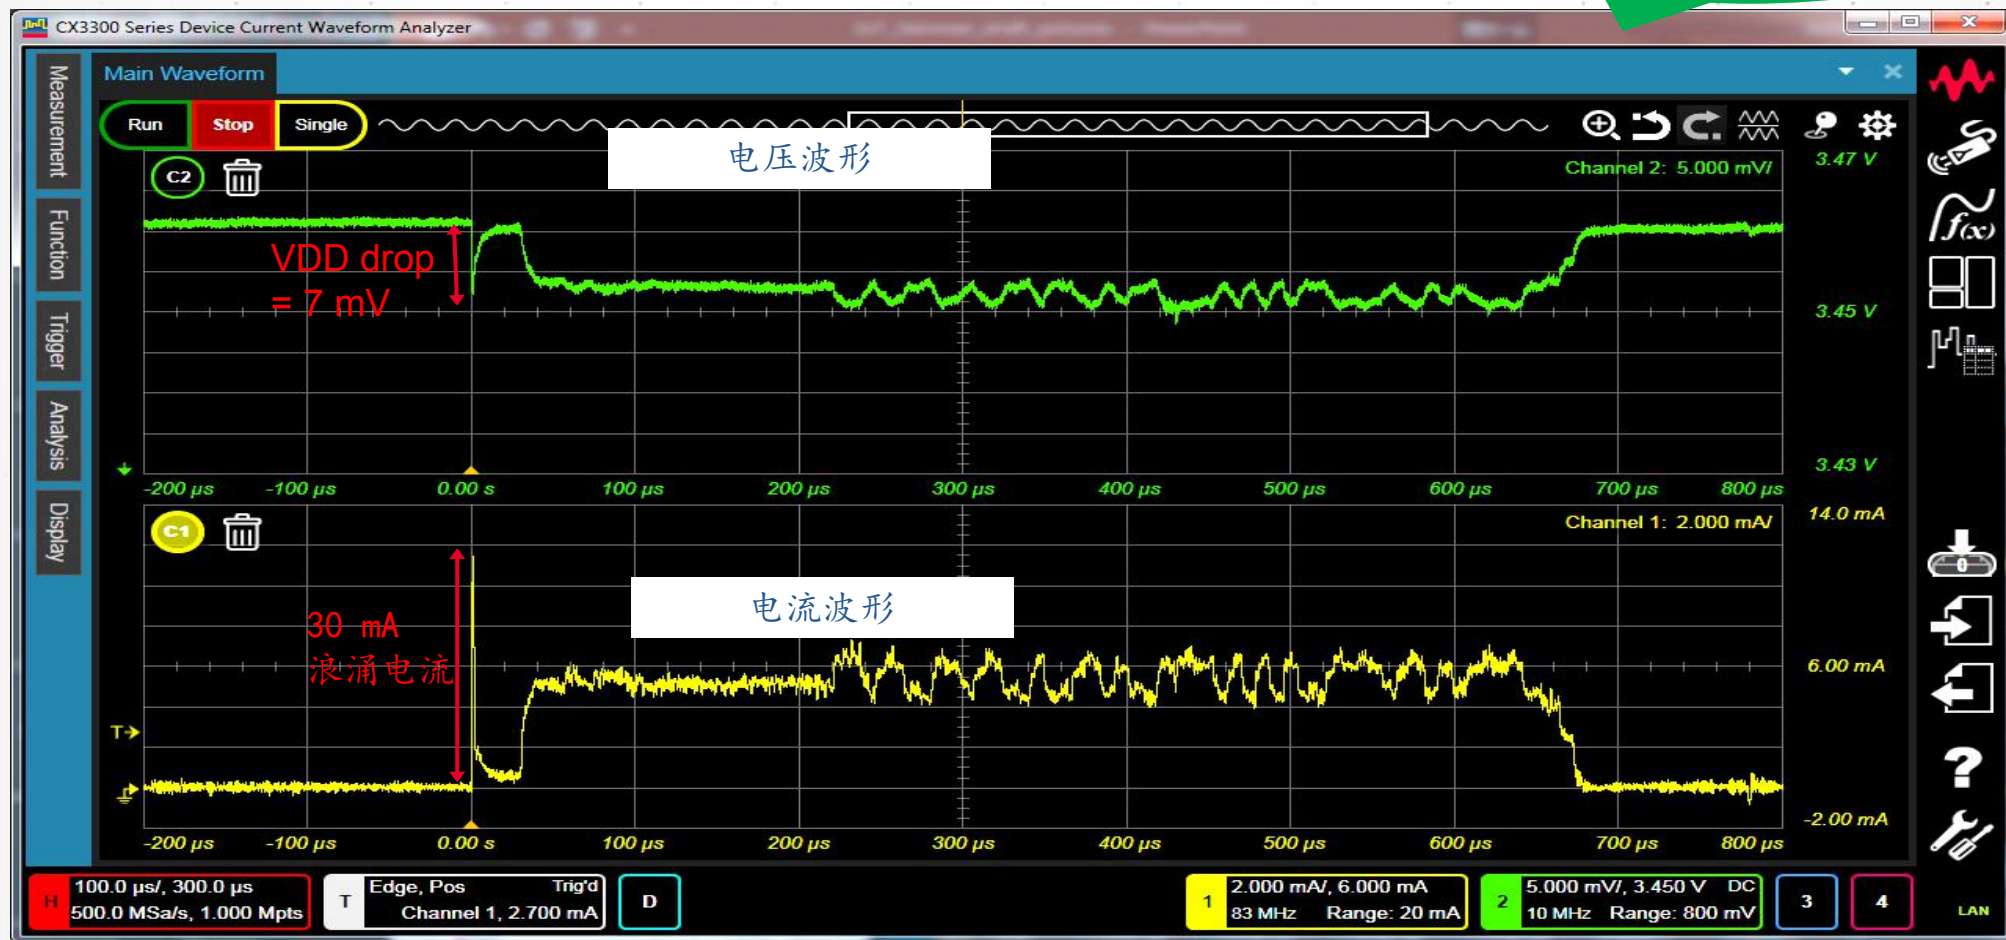 CX3300 Series Device Current Waveform Analyzer
Main Waveform
Measurement
Function
Trigger
Analysis
Display
Run
Stop
Single
电压波形
C2
Channel 2: 5.000 mV/
3.47 V
VDD drop
= 7 mV
3.45 V
3.43 V
-200 µs -100 µs 0.00 s 100 µs 200 µs 300 µs 400 µs 500 µs 600 µs 700 µs 800 µs
C1
Channel 1: 2.000 mA/
14.0 mA
电流波形
30 mA
浪涌电流
6.00 mA
T
-2.00 mA
-200 µs -100 µs 0.00 s 100 µs 200 µs 300 µs 400 µs 500 µs 600 µs 700 µs 800 µs
f(x)
0
?
H
100.0 µs/, 300.0 µs
500.0 MSa/s, 1.000 Mpts
T
Edge, Pos Trig'd
Channel 1, 2.700 mA
D
1
2.000 mA/, 6.000 mA
83 MHz Range: 20 mA
2
5.000 mV/, 3.450 V DC
10 MHz Range: 800 mV
3
4
LAN